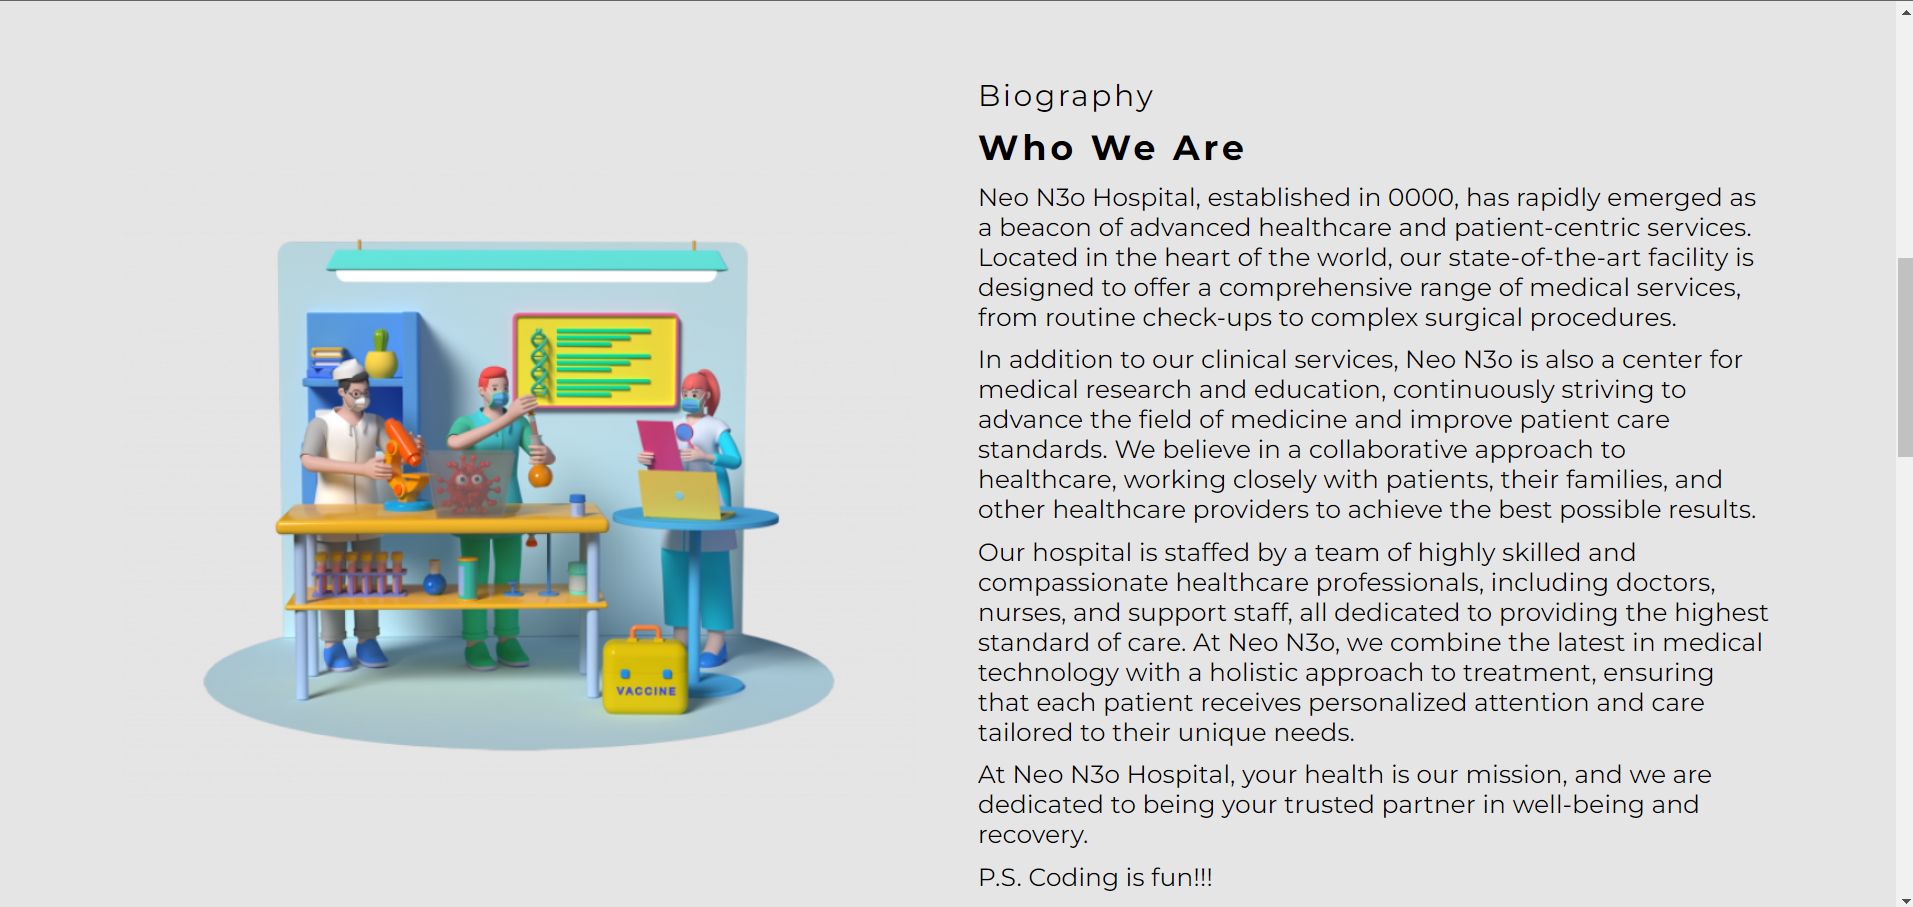 Biography
Who We Are
Neo N3o Hospital, established in 0000, has rapidly emerged as
a beacon of advanced healthcare and patient-centric services.
Located in the heart of the world, our state-of-the-art facility is
designed to offer a comprehensive range of medical services,
from routine check-ups to complex surgical procedures.
In addition to our clinical services, Neo N3o is also a center for
medical research and education, continuously striving to
advance the field of medicine and improve patient care
standards. We believe in a collaborative approach to
healthcare, working closely with patients, their families, and
other healthcare providers to achieve the best possible results.
Our hospital is staffed by a team of highly skilled and
compassionate healthcare professionals, including doctors,
nurses, and support staff, all dedicated to providing the highest
standard of care. At Neo N3o, we combine the latest in medical
technology with a holistic approach to treatment, ensuring
that each patient receives personalized attention and care
tailored to their unique needs.
At Neo N3o Hospital, your health is our mission, and we are
dedicated to being your trusted partner in well-being and
recovery.
P.S. Coding is fun!!!
VACCINE